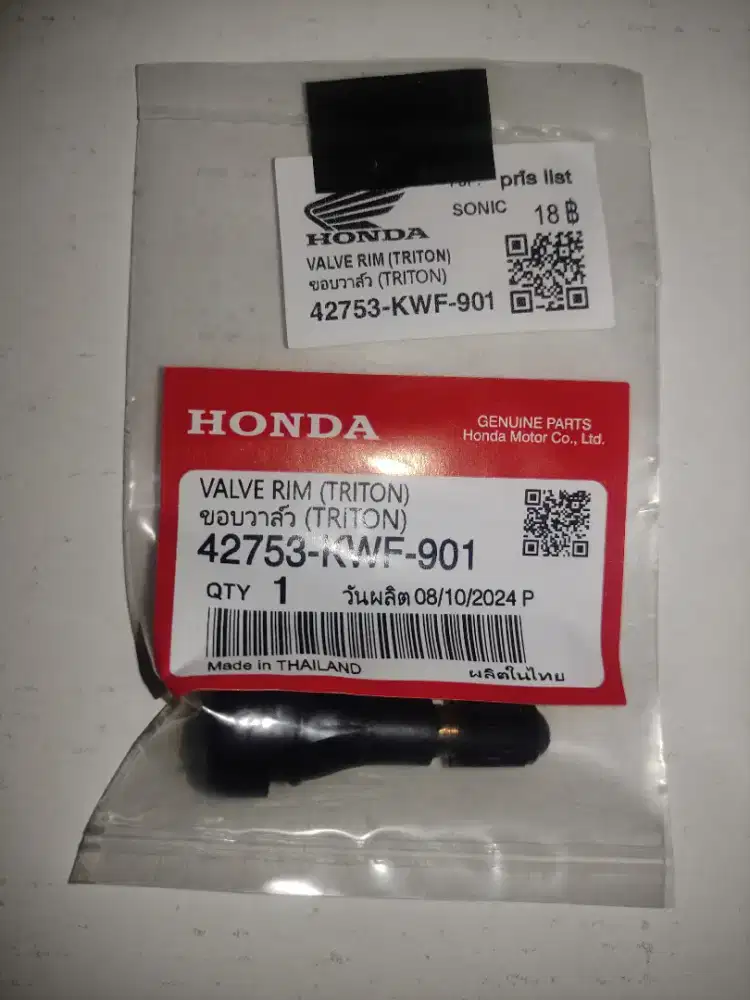 pris list
SONIC 18 ฿
HONDA
VALVE RIM (TRITON)
ขอบวาล์ว (TRITON)
42753-KWF-901
HONDA
GENUINE PARTS
Honda Motor Co., Ltd.
VALVE RIM (TRITON)
ขอบวาล์ว (TRITON)
42753-KWF-901
QTY 1 วันผลิต 08/10/2024 P
Made in THAILAND ผลิตในไทย